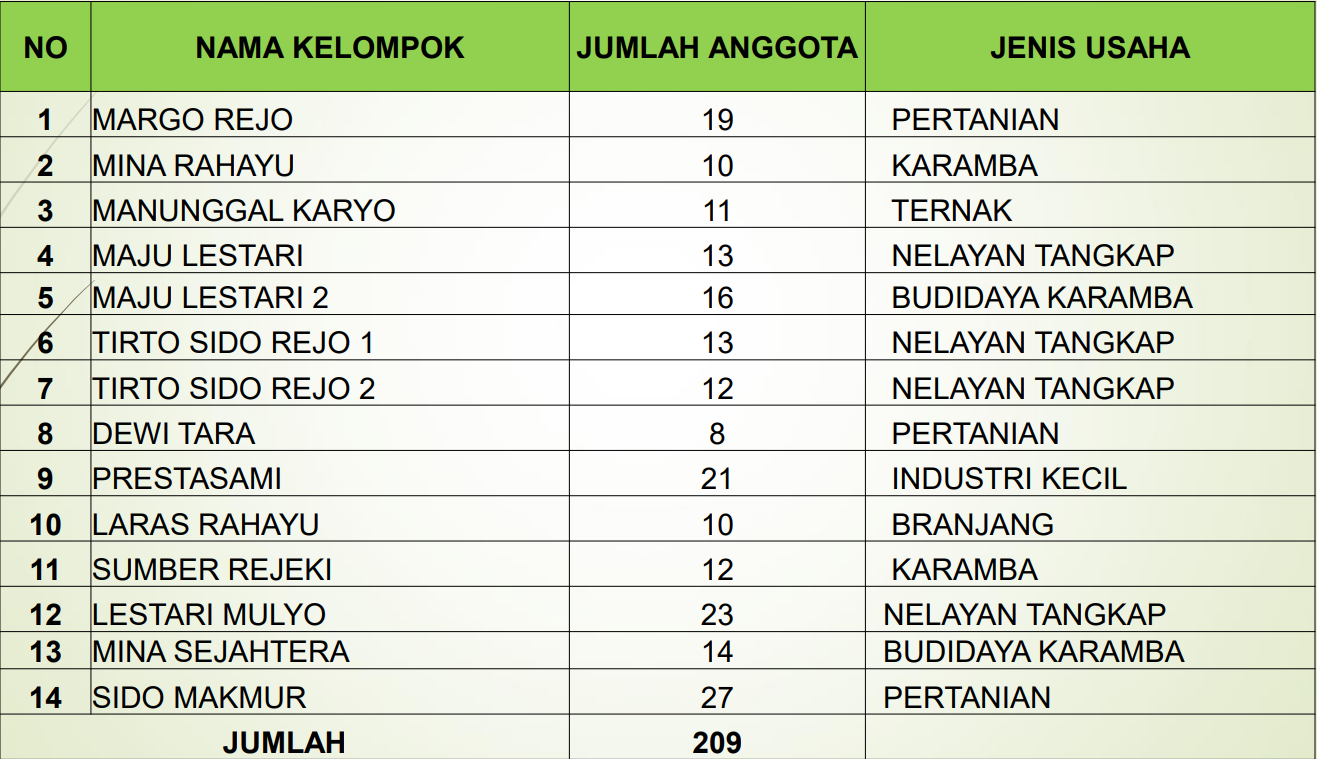 NO NAMA KELOMPOK JUMLAH ANGGOTA JENIS USAHA
1 MARGO REJO 19 PERTANIAN
2 MINA RAHAYU 10 KARAMBA
3 MANUNGGAL KARYO 11 TERNAK
4 MAJU LESTARI 13 NELAYAN TANGKAP
5 MAJU LESTARI 2 16 BUDIDAYA KARAMBA
6 TIRTO SIDO REJO 1 13 NELAYAN TANGKAP
7 TIRTO SIDO REJO 2 12 NELAYAN TANGKAP
8 DEWI TARA 8 PERTANIAN
9 PRESTASAMI 21 INDUSTRI KECIL
10 LARAS RAHAYU 10 BRANJANG
11 SUMBER REJEKI 12 KARAMBA
12 LESTARI MULYO 23 NELAYAN TANGKAP
13 MINA SEJAHTERA 14 BUDIDAYA KARAMBA
14 SIDO MAKMUR 27 PERTANIAN
JUMLAH 209